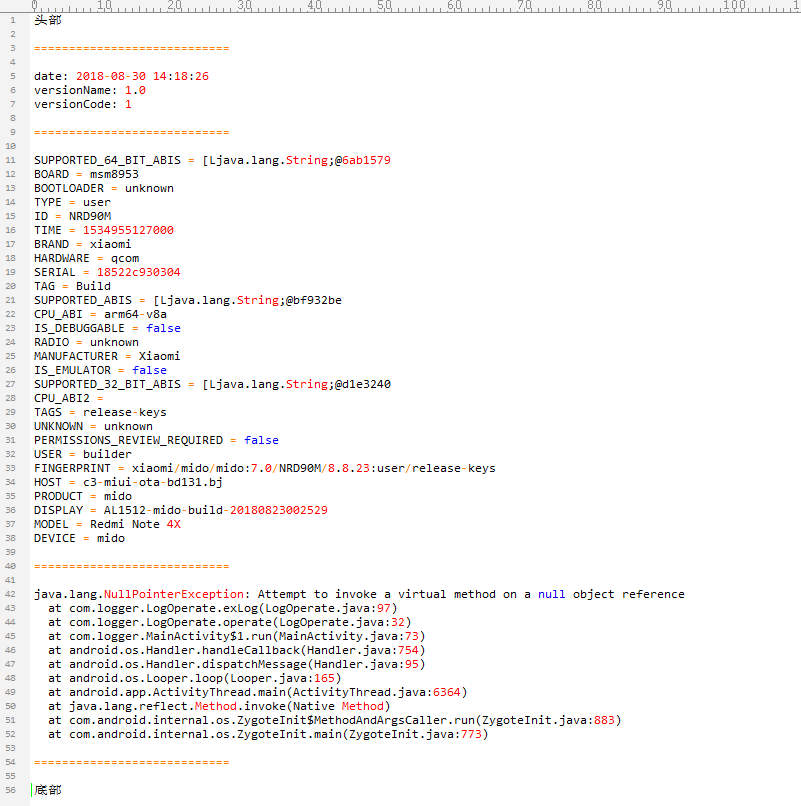 0 10 20 30 40 50 60 70 80 90 100 1
1 头部
2
3 ============================
4
5 date: 2018-08-30 14:18:26
6 versionName: 1.0
7 versionCode: 1
8
9 ============================
10
11 SUPPORTED_64_BIT_ABIS = [Ljava.lang.String;@6ab1579
12 BOARD = msm8953
13 BOOTLOADER = unknown
14 TYPE = user
15 ID = NRD90M
16 TIME = 1534955127000
17 BRAND = xiaomi
18 HARDWARE = qcom
19 SERIAL = 18522c930304
20 TAG = Build
21 SUPPORTED_ABIS = [Ljava.lang.String;@bf932be
22 CPU_ABI = arm64-v8a
23 IS_DEBUGGABLE = false
24 RADIO = unknown
25 MANUFACTURER = Xiaomi
26 IS_EMULATOR = false
27 SUPPORTED_32_BIT_ABIS = [Ljava.lang.String;@d1e3240
28 CPU_ABI2 =
29 TAGS = release-keys
30 UNKNOWN = unknown
31 PERMISSIONS_REVIEW_REQUIRED = false
32 USER = builder
33 FINGERPRINT = xiaomi/mido/mido:7.0/NRD90M/8.8.23:user/release-keys
34 HOST = c3-miui-ota-bd131.bj
35 PRODUCT = mido
36 DISPLAY = AL1512-mido-build-20180823002529
37 MODEL = Redmi Note 4X
38 DEVICE = mido
39
40 ============================
41
42 java.lang.NullPointerException: Attempt to invoke a virtual method on a null object reference
43 at com.logger.LogOperate.exLog(LogOperate.java:97)
44 at com.logger.LogOperate.operate(LogOperate.java:32)
45 at com.logger.MainActivity$1.run(MainActivity.java:73)
46 at android.os.Handler.handleCallback(Handler.java:754)
47 at android.os.Handler.dispatchMessage(Handler.java:95)
48 at android.os.Looper.loop(Looper.java:165)
49 at android.app.ActivityThread.main(ActivityThread.java:6364)
50 at java.lang.reflect.Method.invoke(Native Method)
51 at com.android.internal.os.ZygoteInit$MethodAndArgsCaller.run(ZygoteInit.java:883)
52 at com.android.internal.os.ZygoteInit.main(ZygoteInit.java:773)
53
54 ============================
55
56 底部